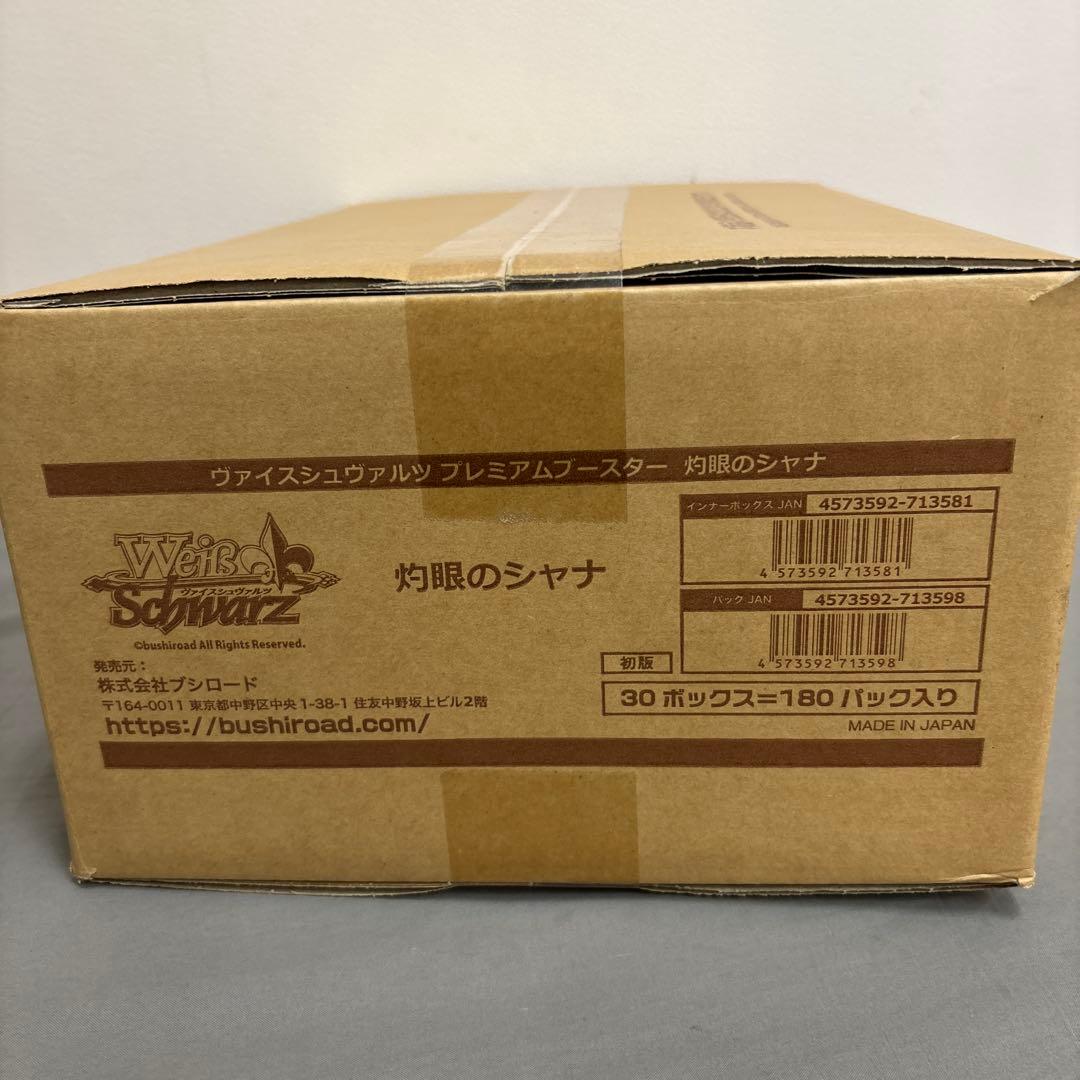 ヴァイスシュヴァルツ プレミアムブースター 灼眼のシャナ
Weiß
ヴァイスシュヴァルツ
Schwarz
©bushiroad All Rights Reserved.
灼眼のシャナ
インナーボックス JAN 4573592-713581
4 573592 713581
パック JAN 4573592-713598
4 573592 713598
発売元:
株式会社ブシロード
〒164-0011 東京都中野区中央 1-38-1 住友中野坂上ビル2階
https://bushiroad.com/
初版
30 ボックス=180 パック入り
MADE IN JAPAN